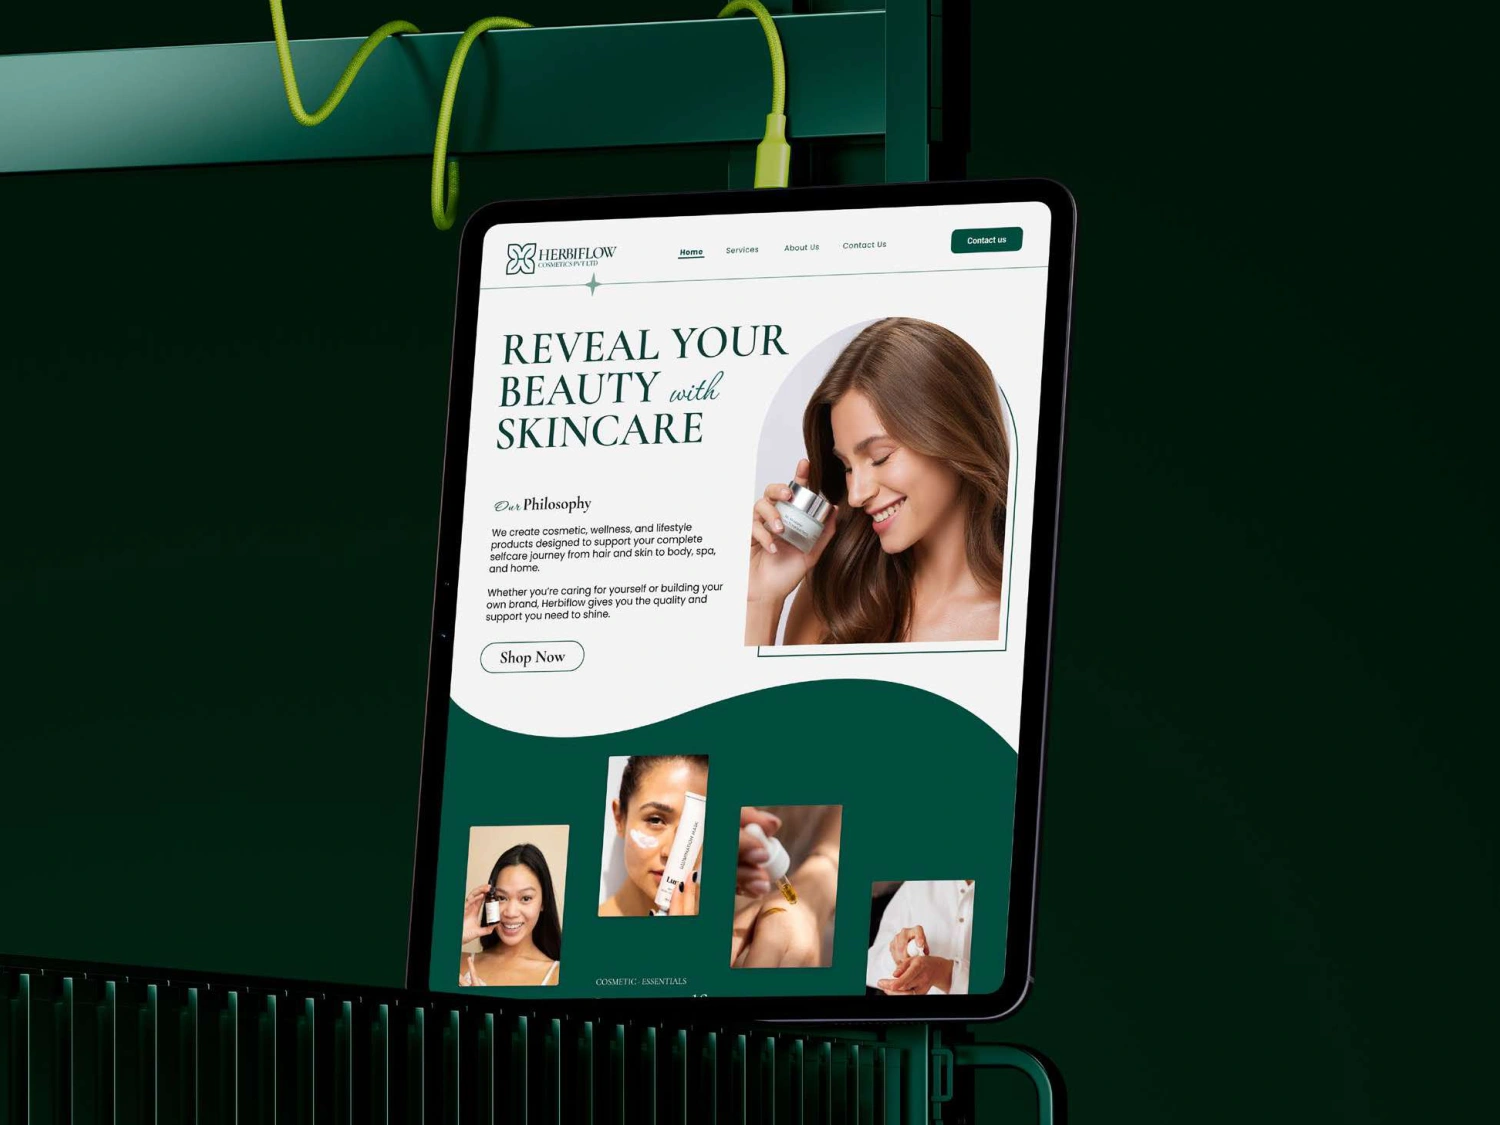 HERBIFLOW
COSMETICS PVT LTD
Home Services About Us Contact Us
Contact us
REVEAL YOUR
BEAUTY with
SKINCARE
Our Philosophy
We create cosmetic, wellness, and lifestyle
products designed to support your complete
selfcare journey from hair and skin to body, spa,
and home.
Whether you're caring for yourself or building your
own brand, Herbiflow gives you the quality and
support you need to shine.
Shop Now
ILLUMINATION MASK
COSMETIC - ESSENTIALS